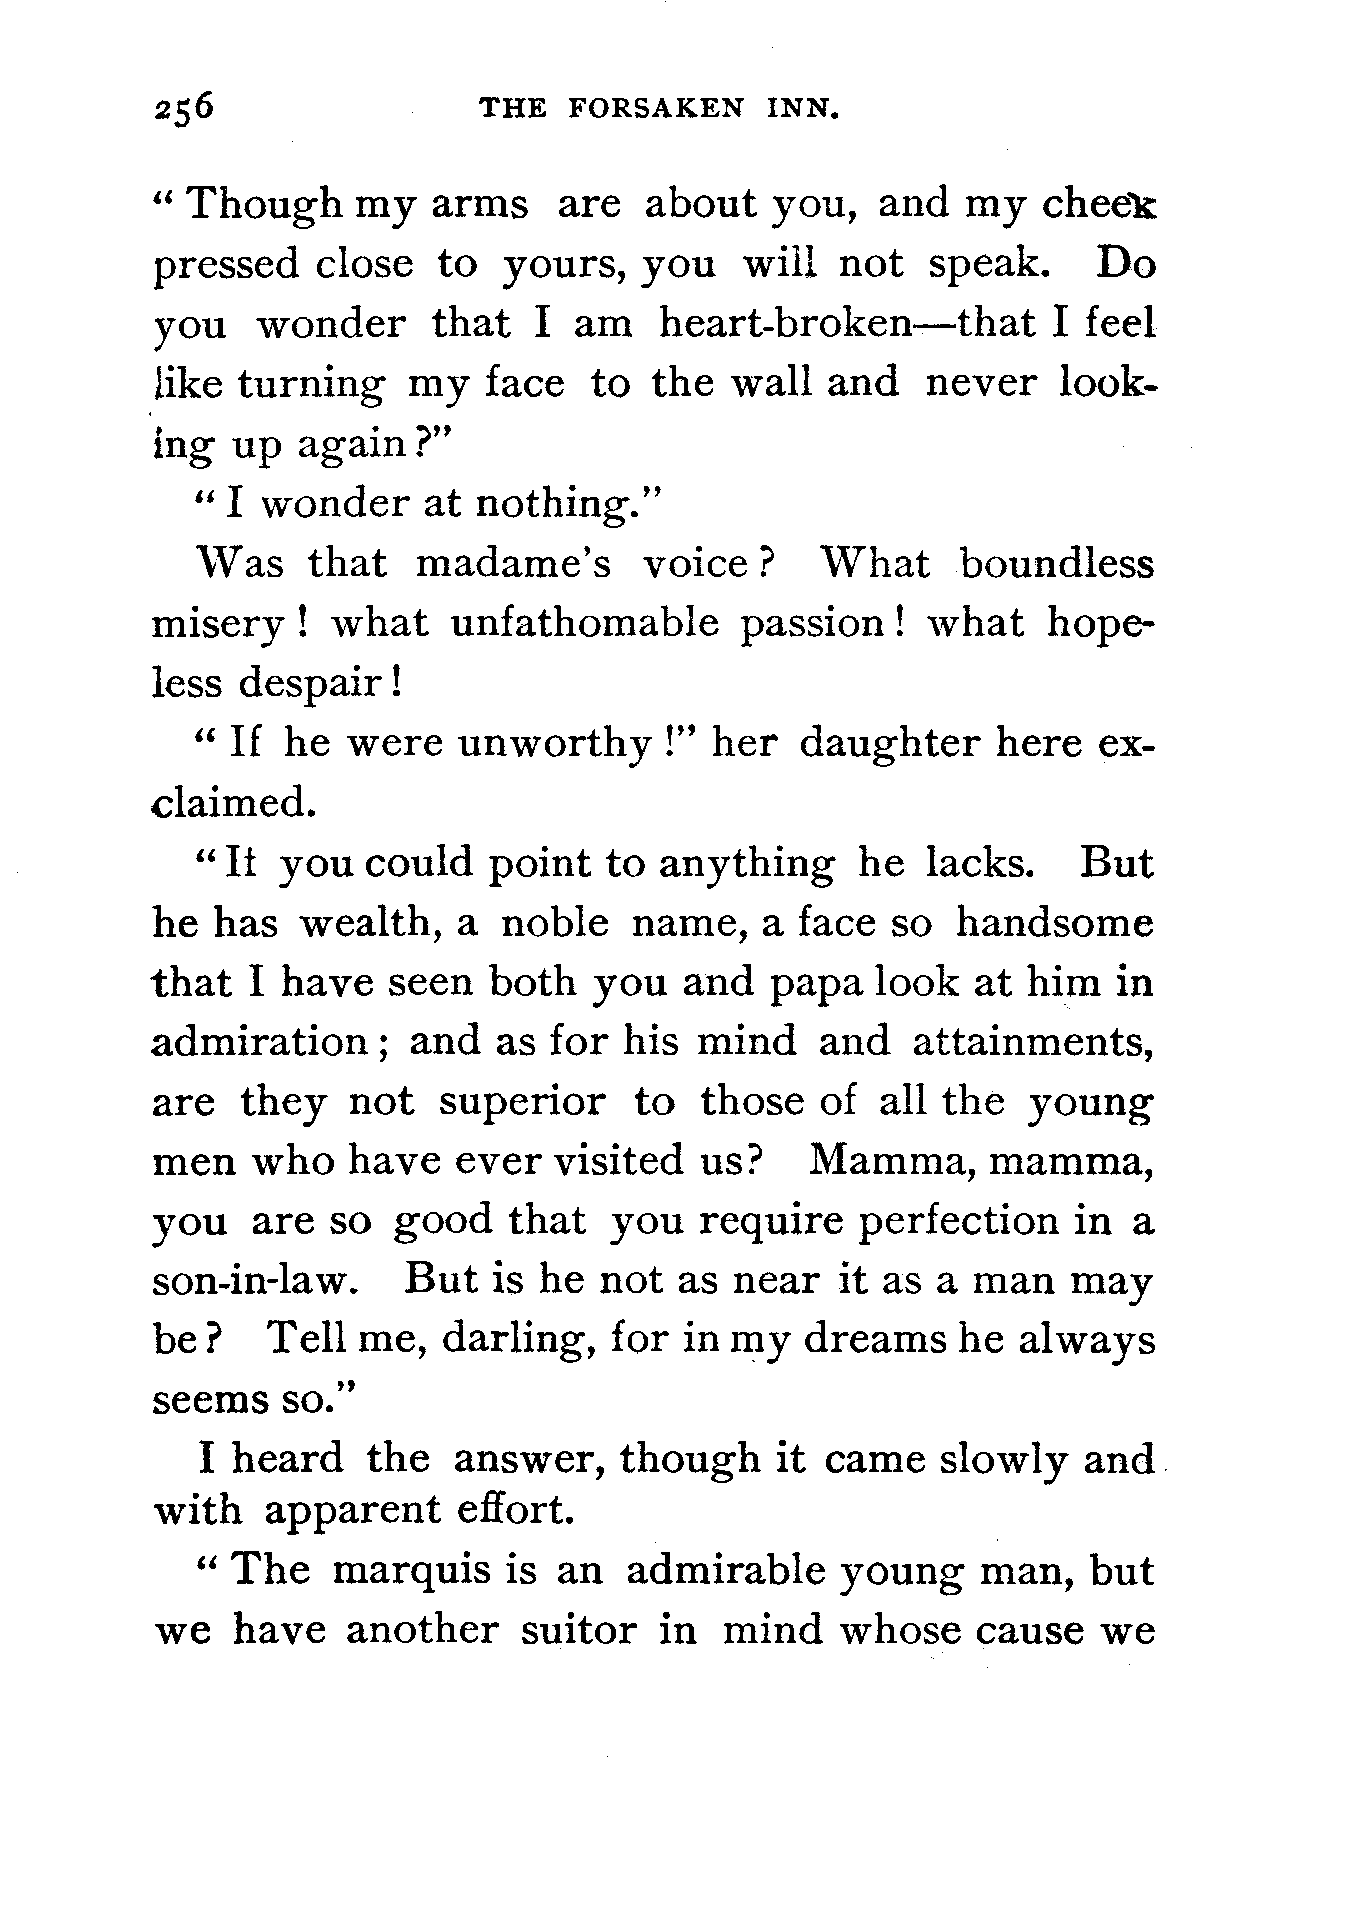 256 THE FORSAKEN INN.
“ Though my arms are about you, and my cheek
pressed close to yours, you will not speak. Do
you wonder that I am heart-broken—that I feel
like turning my face to the wall and never look-
ing up again ?”
“ I wonder at nothing.”
Was that madame’s voice ? What boundless
misery ! what unfathomable passion ! what hope-
less despair !
“ If he were unworthy !” her daughter here ex-
claimed.
“ If you could point to anything he lacks. But
he has wealth, a noble name, a face so handsome
that I have seen both you and papa look at him in
admiration ; and as for his mind and attainments,
are they not superior to those of all the young
men who have ever visited us? Mamma, mamma,
you are so good that you require perfection in a
son-in-law. But is he not as near it as a man may
be ? Tell me, darling, for in my dreams he always
seems so.”
I heard the answer, though it came slowly and
with apparent effort.
“ The marquis is an admirable young man, but
we have another suitor in mind whose cause we